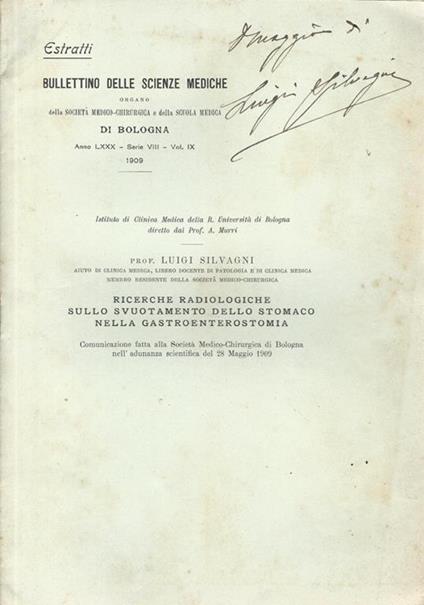 Omaggio di
Luigi Silvagni
Estratti
BULLETTINO DELLE SCIENZE MEDICHE
ORGANO
della SOCIETÀ MEDICO-CHIRURGICA e della SCUOLA MEDICA
DI BOLOGNA
Anno LXXX - Serie VIII - Vol. IX
1909
Istituto di Clinica Medica della R. Università di Bologna
diretto dal Prof. A. Murri
PROF. LUIGI SILVAGNI
AIUTO DI CLINICA MEDICA, LIBERO DOCENTE DI PATOLOGIA E DI CLINICA MEDICA
MEMBRO RESIDENTE DELLA SOCIETÀ MEDICO-CHIRURGICA
RICERCHE RADIOLOGICHE
SULLO SVUOTAMENTO DELLO STOMACO
NELLA GASTROENTEROSTOMIA
Comunicazione fatta alla Società Medico-Chirurgica di Bologna
nell' adunanza scientifica del 28 Maggio 1909